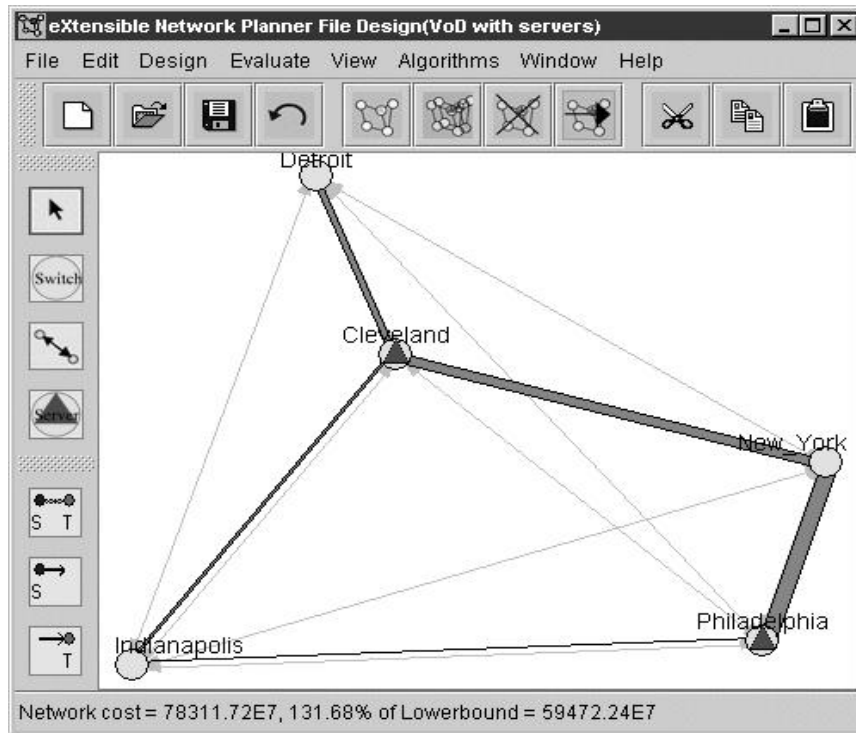 eXtensible Network Planner File Design(VoD with servers)
File Edit Design Evaluate View Algorithms Window Help
Detroit
Switch
Cleveland
Server
New_York
S T
S
Philadelphia
Indianapolis
T
Network cost = 78311.72E7, 131.68% of Lowerbound = 59472.24E7